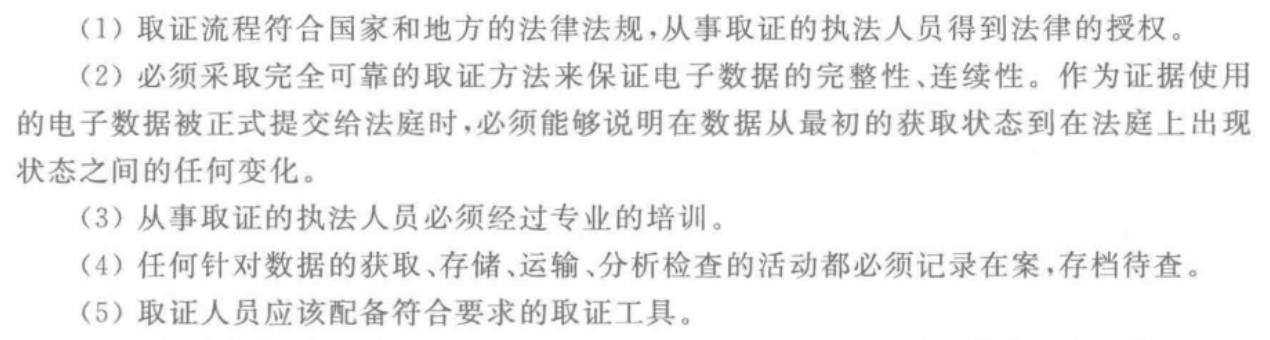 (1) 取证流程符合国家和地方的法律法规,从事取证的执法人员得到法律的授权。
(2) 必须采取完全可靠的取证方法来保证电子数据的完整性、连续性。作为证据使用
的电子数据被正式提交给法庭时,必须能够说明在数据从最初的获取状态到在法庭上出现
状态之间的任何变化。
(3) 从事取证的执法人员必须经过专业的培训。
(4) 任何针对数据的获取、存储、运输、分析检查的活动都必须记录在案,存档待查。
(5) 取证人员应该配备符合要求的取证工具。